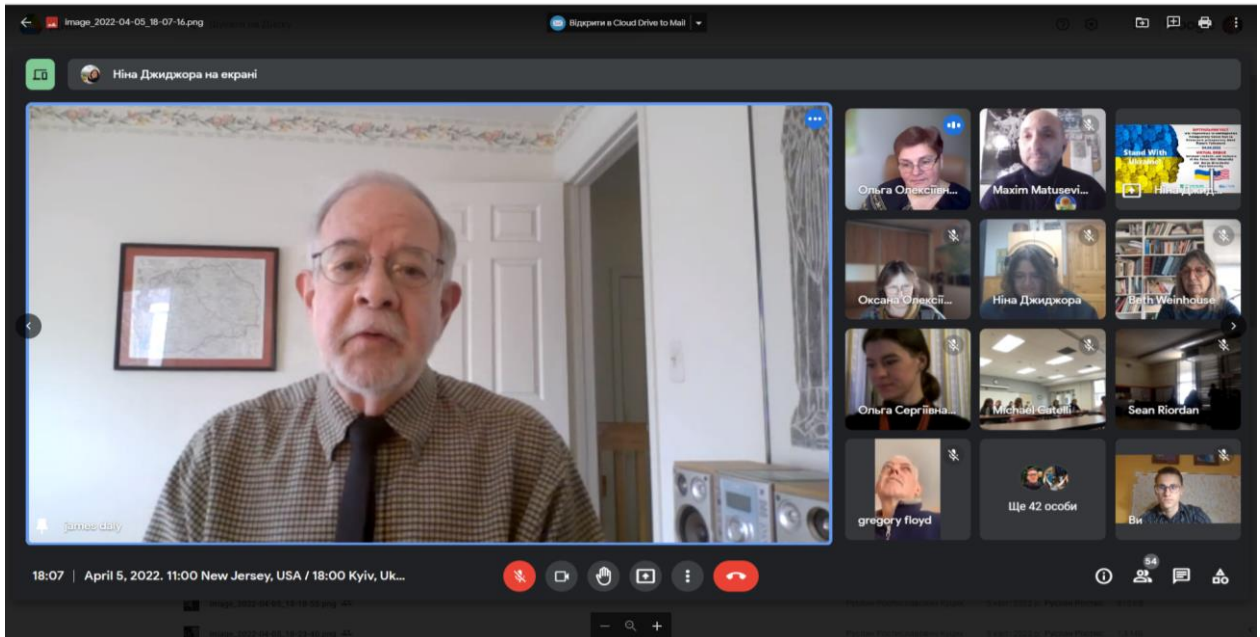 image_2022-04-05_18-07-16.png
Відкрити в Cloud Drive to Mail
Ніна Джиджора на екрані
james daly
Ольга Олексіївн...
Maxim Matusevi...
Stand With
Ukraine!
Ніна Джид...
Оксана Олексії...
Ніна Джиджора
Beth Weinhouse
Ольга Сергіївна...
Michael Catelli
Sean Riordan
gregory floyd
Ще 42 особи
Ви
18:07 | April 5, 2022. 11:00 New Jersey, USA / 18:00 Kyiv, Uk...
54